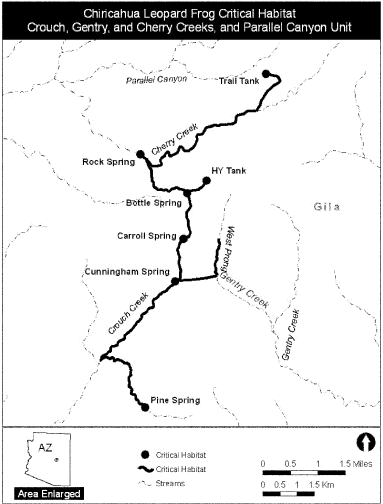 Chiricahua Leopard Frog Critical Habitat
Crouch, Gentry, and Cherry Creeks, and Parallel Canyon Unit
Parallel Canyon
Trail Tank
Cherry Creek
Rock Spring
HY Tank
Bottle Spring
Gila
Carroll Spring
West Prong
Gentry Creek
Cunningham Spring
Crouch Creek
Gentry Creek
Pine Spring
AZ
Area Enlarged
Critical Habitat
Critical Habitat
Streams
0 0.5 1 1.5 Miles
0 0.5 1 1.5 Km